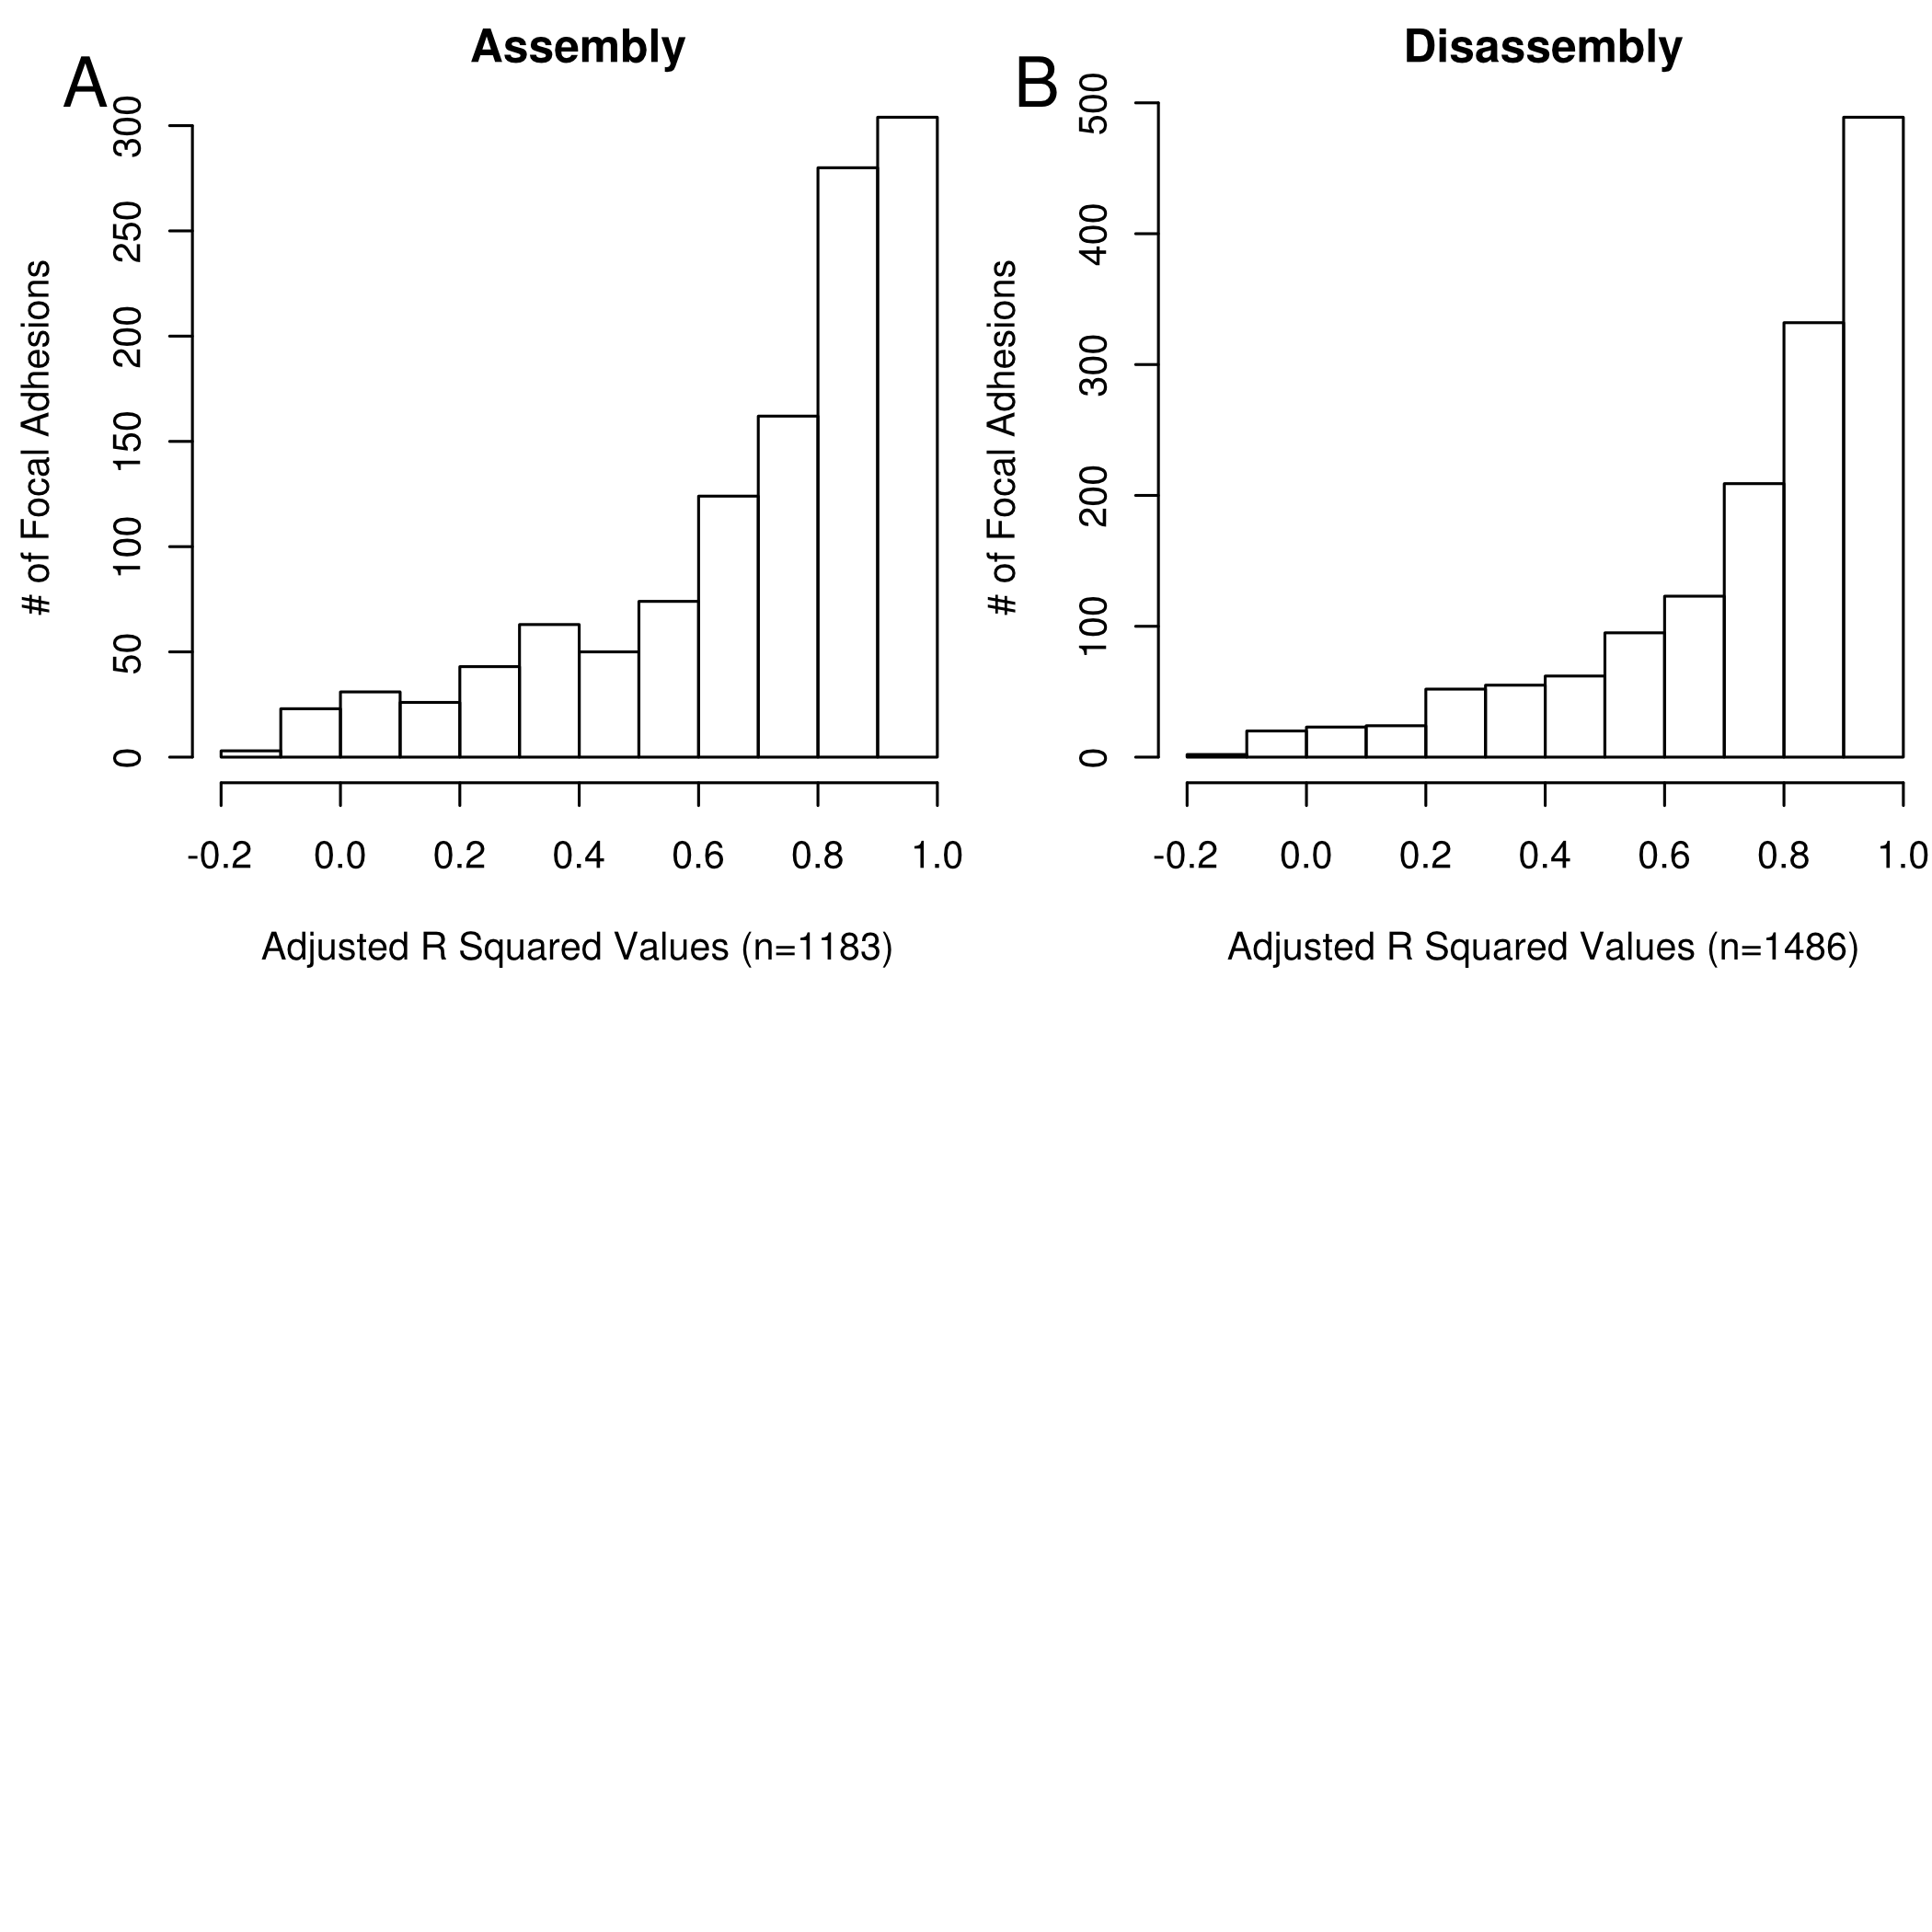 A
Assembly
# of Focal Adhesions
300
250
200
150
100
50
0
-0.2 0.0 0.2 0.4 0.6 0.8 1.0
Adjusted R Squared Values (n=1183)
B
Disassembly
# of Focal Adhesions
500
400
300
200
100
0
-0.2 0.0 0.2 0.4 0.6 0.8 1.0
Adjusted R Squared Values (n=1486)